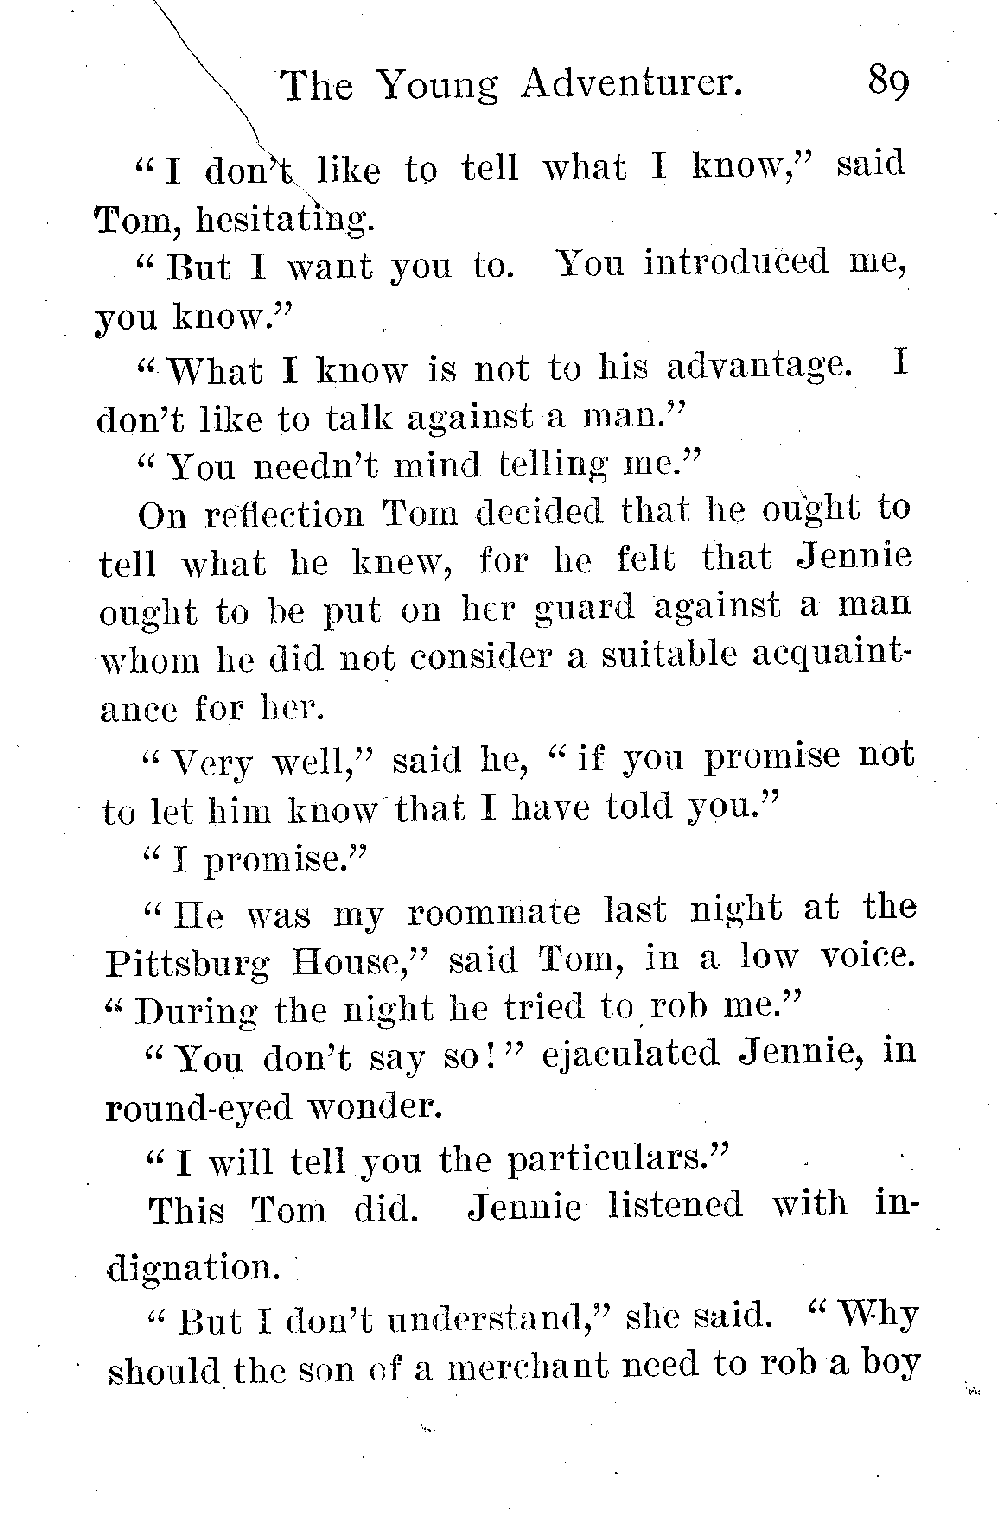 The Young Adventurer. 89
"I don't like to tell what I know," said
Tom, hesitating.
"But I want you to. You introduced me,
you know."
"What I know is not to his advantage. I
don't like to talk against a man."
"You needn't mind telling me."
On reflection Tom decided that he ought to
tell what he knew, for he felt that Jennie
ought to be put on her guard against a man
whom he did not consider a suitable acquaint-
ance for her.
"Very well," said he, "if you promise not
to let him know that I have told you."
"I promise."
"He was my roommate last night at the
Pittsburg House," said Tom, in a low voice.
"During the night he tried to rob me."
"You don't say so!" ejaculated Jennie, in
round-eyed wonder.
"I will tell you the particulars."
This Tom did. Jennie listened with in-
dignation.
"But I don't understand," she said. "Why
should the son of a merchant need to rob a boy